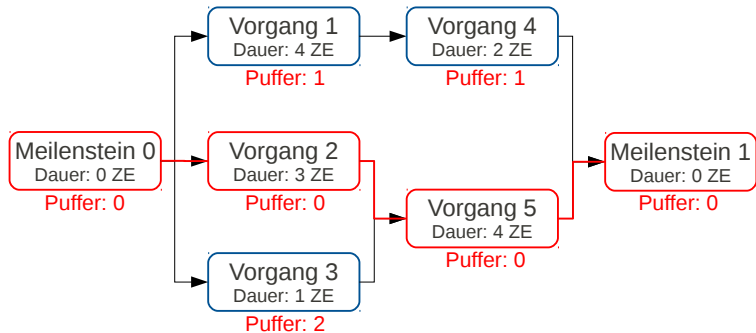 Vorgang 1
Dauer: 4 ZE
Puffer: 1
Vorgang 4
Dauer: 2 ZE
Puffer: 1
Meilenstein 0
Dauer: 0 ZE
Puffer: 0
Vorgang 2
Dauer: 3 ZE
Puffer: 0
Meilenstein 1
Dauer: 0 ZE
Puffer: 0
Vorgang 5
Dauer: 4 ZE
Puffer: 0
Vorgang 3
Dauer: 1 ZE
Puffer: 2